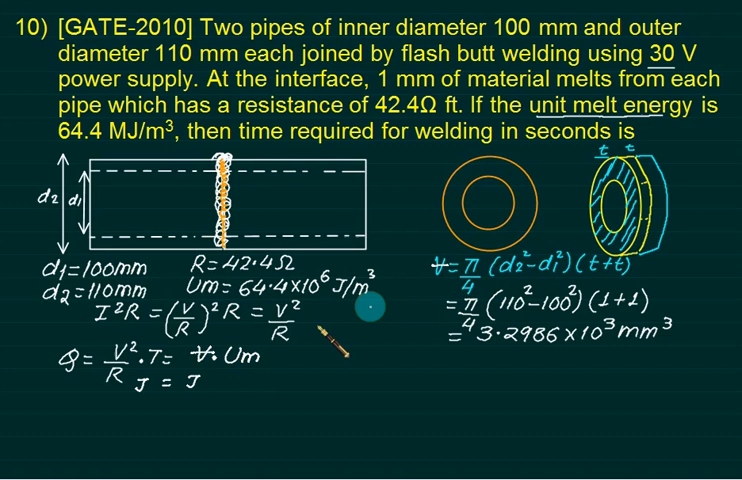 10) [GATE-2010] Two pipes of inner diameter 100 mm and outer
diameter 110 mm each joined by flash butt welding using 30 V
power supply. At the interface, 1 mm of material melts from each
pipe which has a resistance of 42.4Ω ft. If the unit melt energy is
64.4 MJ/m³, then time required for welding in seconds is
t t
d2 d1
d1=100mm
d2=110mm
R=42.4Ω
Um=64.4×10⁶ J/m³
I²R = (V/R)²R = V²/R
Q = V²/R . T = V. Um
J = J
V = π/4 (d2²-d1²)(t+t)
= π/4 (110²-100²)(1+1)
= 3.2986×10³mm³